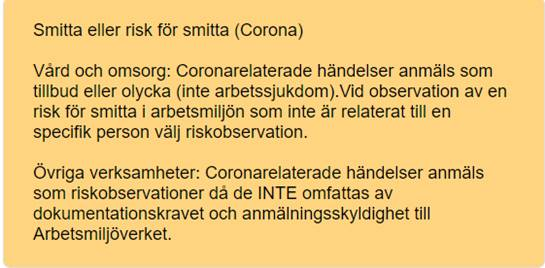 Smitta eller risk för smitta (Corona)
Vård och omsorg: Coronarelaterade händelser anmäls som
tillbud eller olycka (inte arbetssjukdom).Vid observation av en
risk för smitta i arbetsmiljön som inte är relaterat till en
specifik person välj riskobservation.
Övriga verksamheter: Coronarelaterade händelser anmäls
som riskobservationer då de INTE omfattas av
dokumentationskravet och anmälningsskyldighet till
Arbetsmiljöverket.